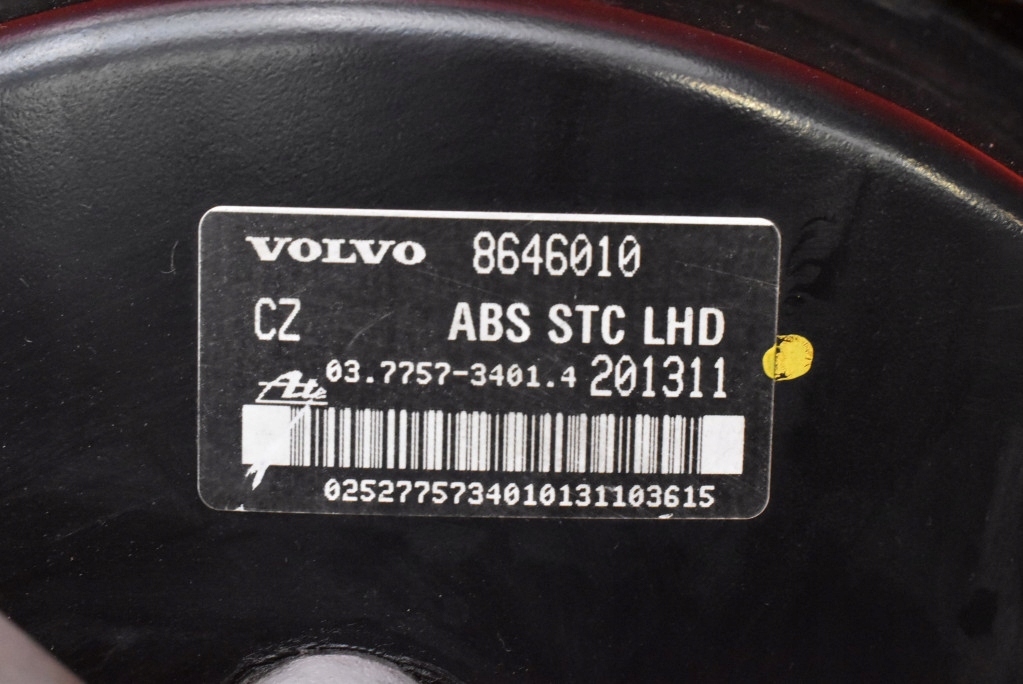 VOLVO 8646010
CZ ABS STC LHD
Ate 03.7757-3401.4 201311
0252775734010131103615